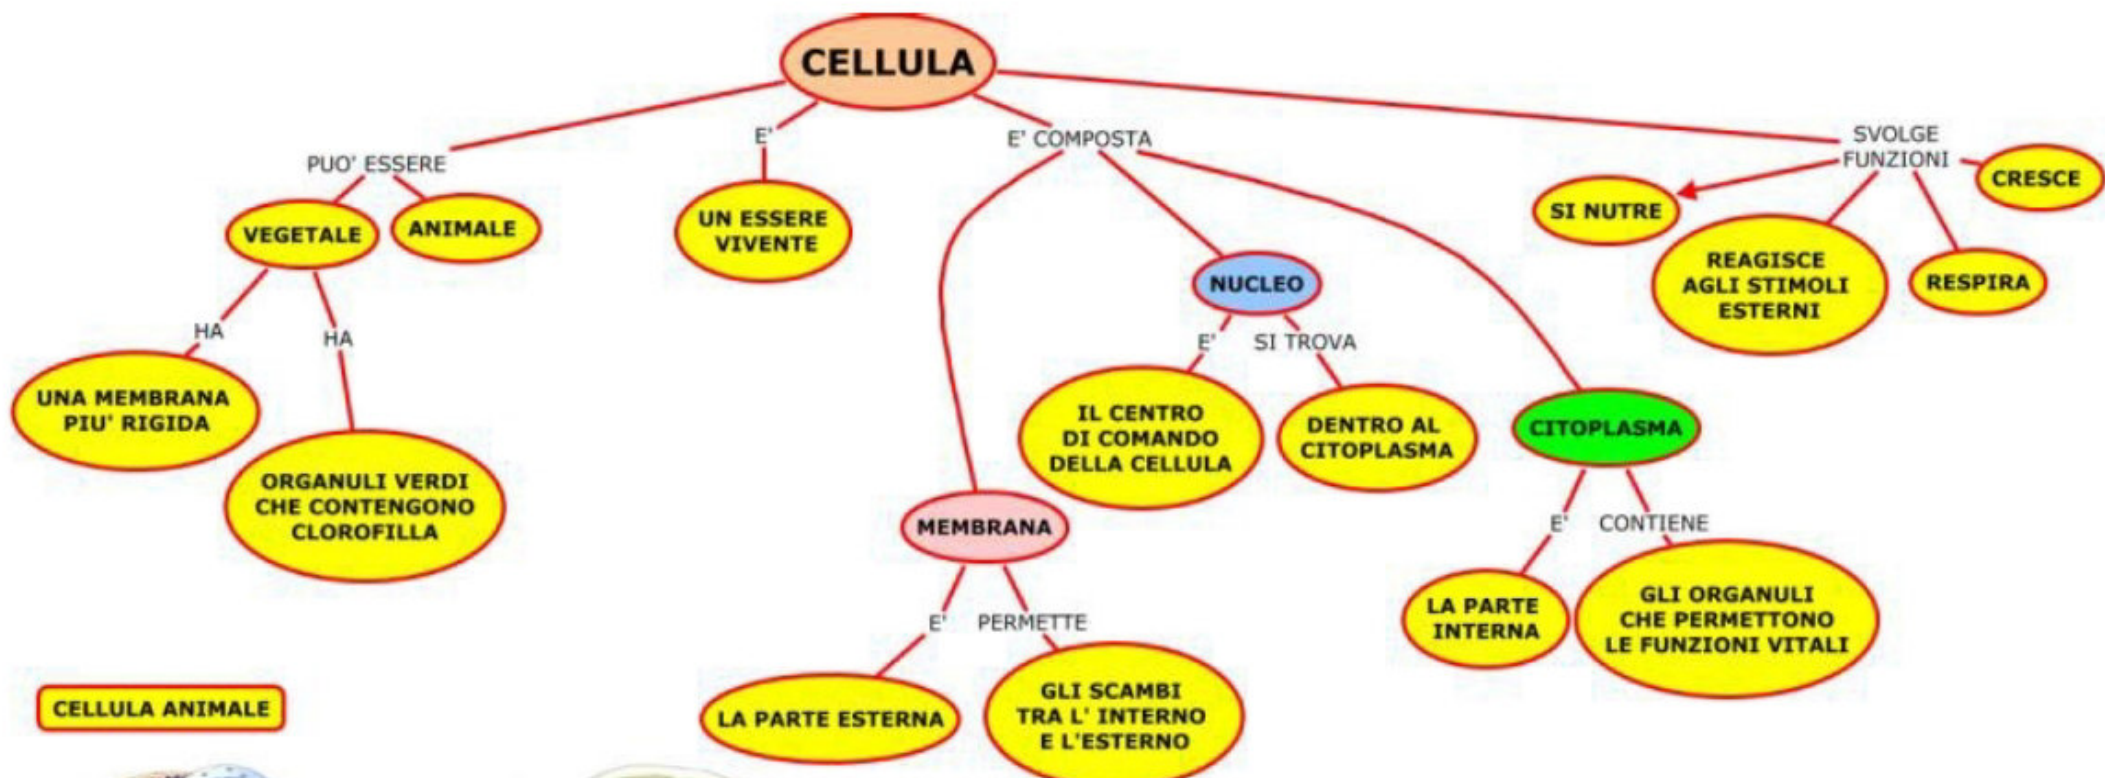 CELLULA
PUO' ESSERE
VEGETALE
ANIMALE
HA
UNA MEMBRANA
PIU' RIGIDA
HA
ORGANULI VERDI
CHE CONTENGONO
CLOROFILLA
E'
UN ESSERE
VIVENTE
E' COMPOSTA
MEMBRANA
E'
LA PARTE ESTERNA
PERMETTE
GLI SCAMBI
TRA L' INTERNO
E L'ESTERNO
NUCLEO
E'
IL CENTRO
DI COMANDO
DELLA CELLULA
SI TROVA
DENTRO AL
CITOPLASMA
CITOPLASMA
E'
LA PARTE
INTERNA
CONTIENE
GLI ORGANULI
CHE PERMETTONO
LE FUNZIONI VITALI
SVOLGE
FUNZIONI
SI NUTRE
REAGISCE
AGLI STIMOLI
ESTERNI
RESPIRA
CRESCE
CELLULA ANIMALE